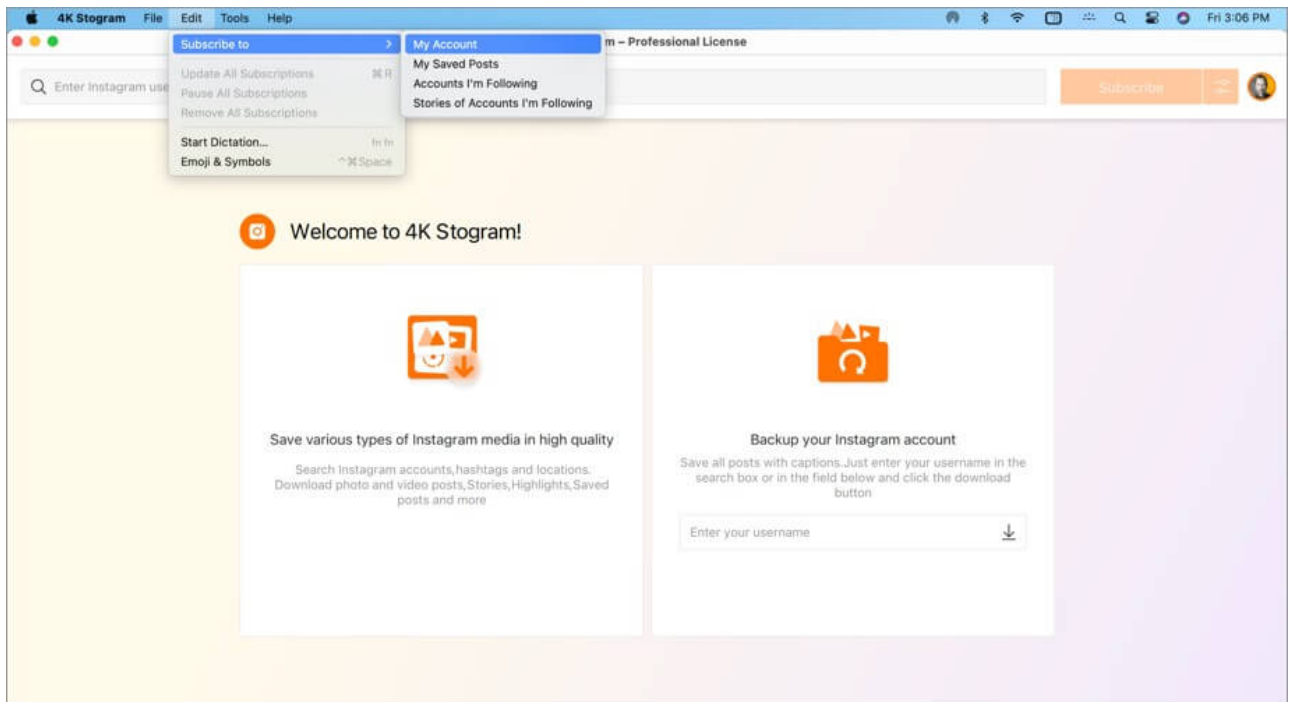 4K Stogram File Edit Tools Help Fri 3:06 PM
m – Professional License
Subscribe to >
Update All Subscriptions ⌘ R
Pause All Subscriptions
Remove All Subscriptions
Start Dictation... fn fn
Emoji & Symbols ^⌘Space
My Account
My Saved Posts
Accounts I'm Following
Stories of Accounts I'm Following
Enter Instagram use
Subscribe
Welcome to 4K Stogram!
Save various types of Instagram media in high quality
Search Instagram accounts,hashtags and locations.
Download photo and video posts,Stories,Highlights,Saved
posts and more
Backup your Instagram account
Save all posts with captions.Just enter your username in the
search box or in the field below and click the download
button
Enter your username